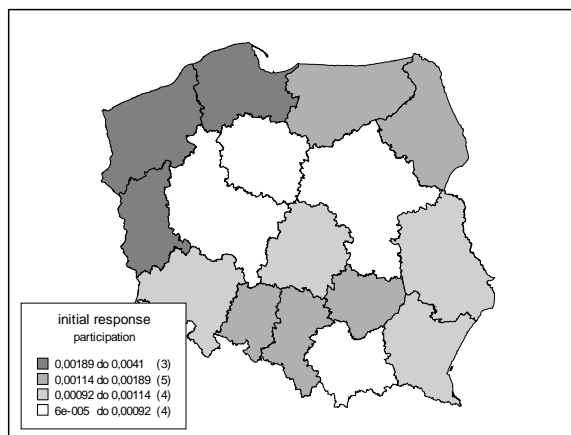 initial response
participation
0,00189 do 0,0041 (3)
0,00114 do 0,00189 (5)
0,00092 do 0,00114 (4)
6e-005 do 0,00092 (4)